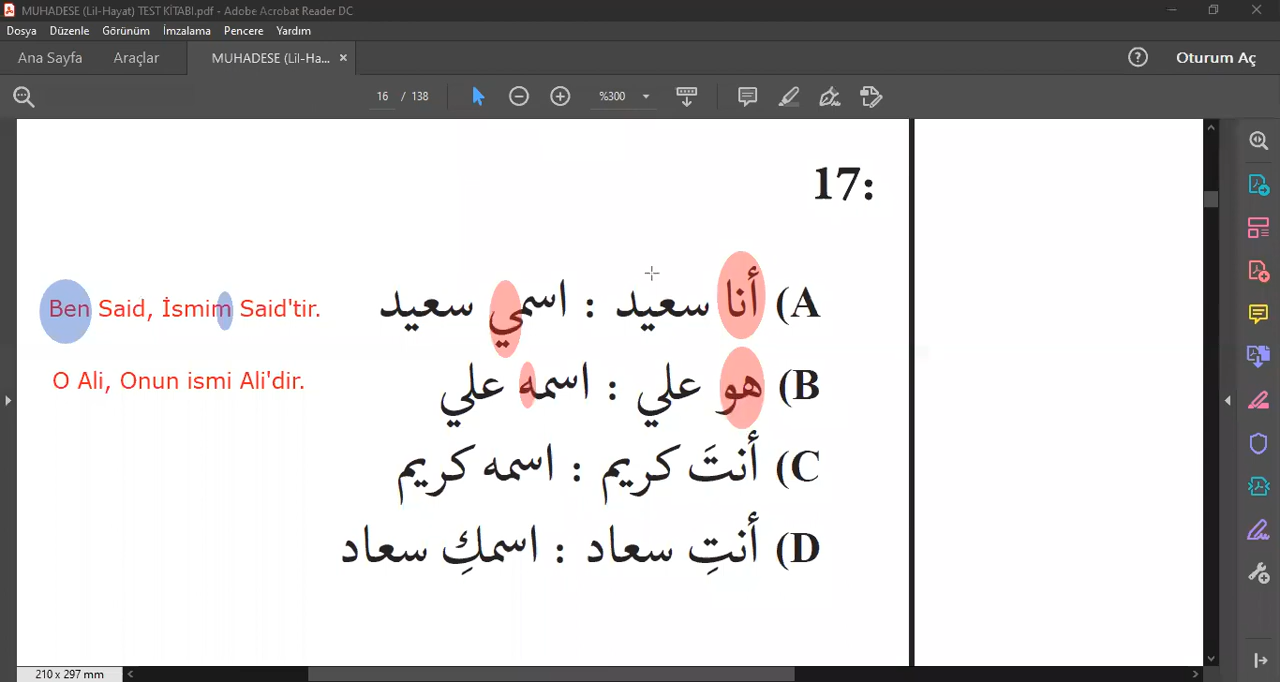 MUHADESE (Lil-Hayat) TEST KİTABI.pdf - Adobe Acrobat Reader DC
Dosya Düzenle Görünüm İmzalama Pencere Yardım
Ana Sayfa Araçlar MUHADESE (Lil-Ha... × Oturum Aç
16 / 138 %300
17:
A) أنا سعيد : اسمي سعيد
Ben Said, İsmim Said'tir.
B) هو علي : اسمه علي
O Ali, Onun ismi Ali'dir.
C) أنتَ كريم : اسمه كريم
D) أنتِ سعاد : اسمكِ سعاد
210 x 297 mm